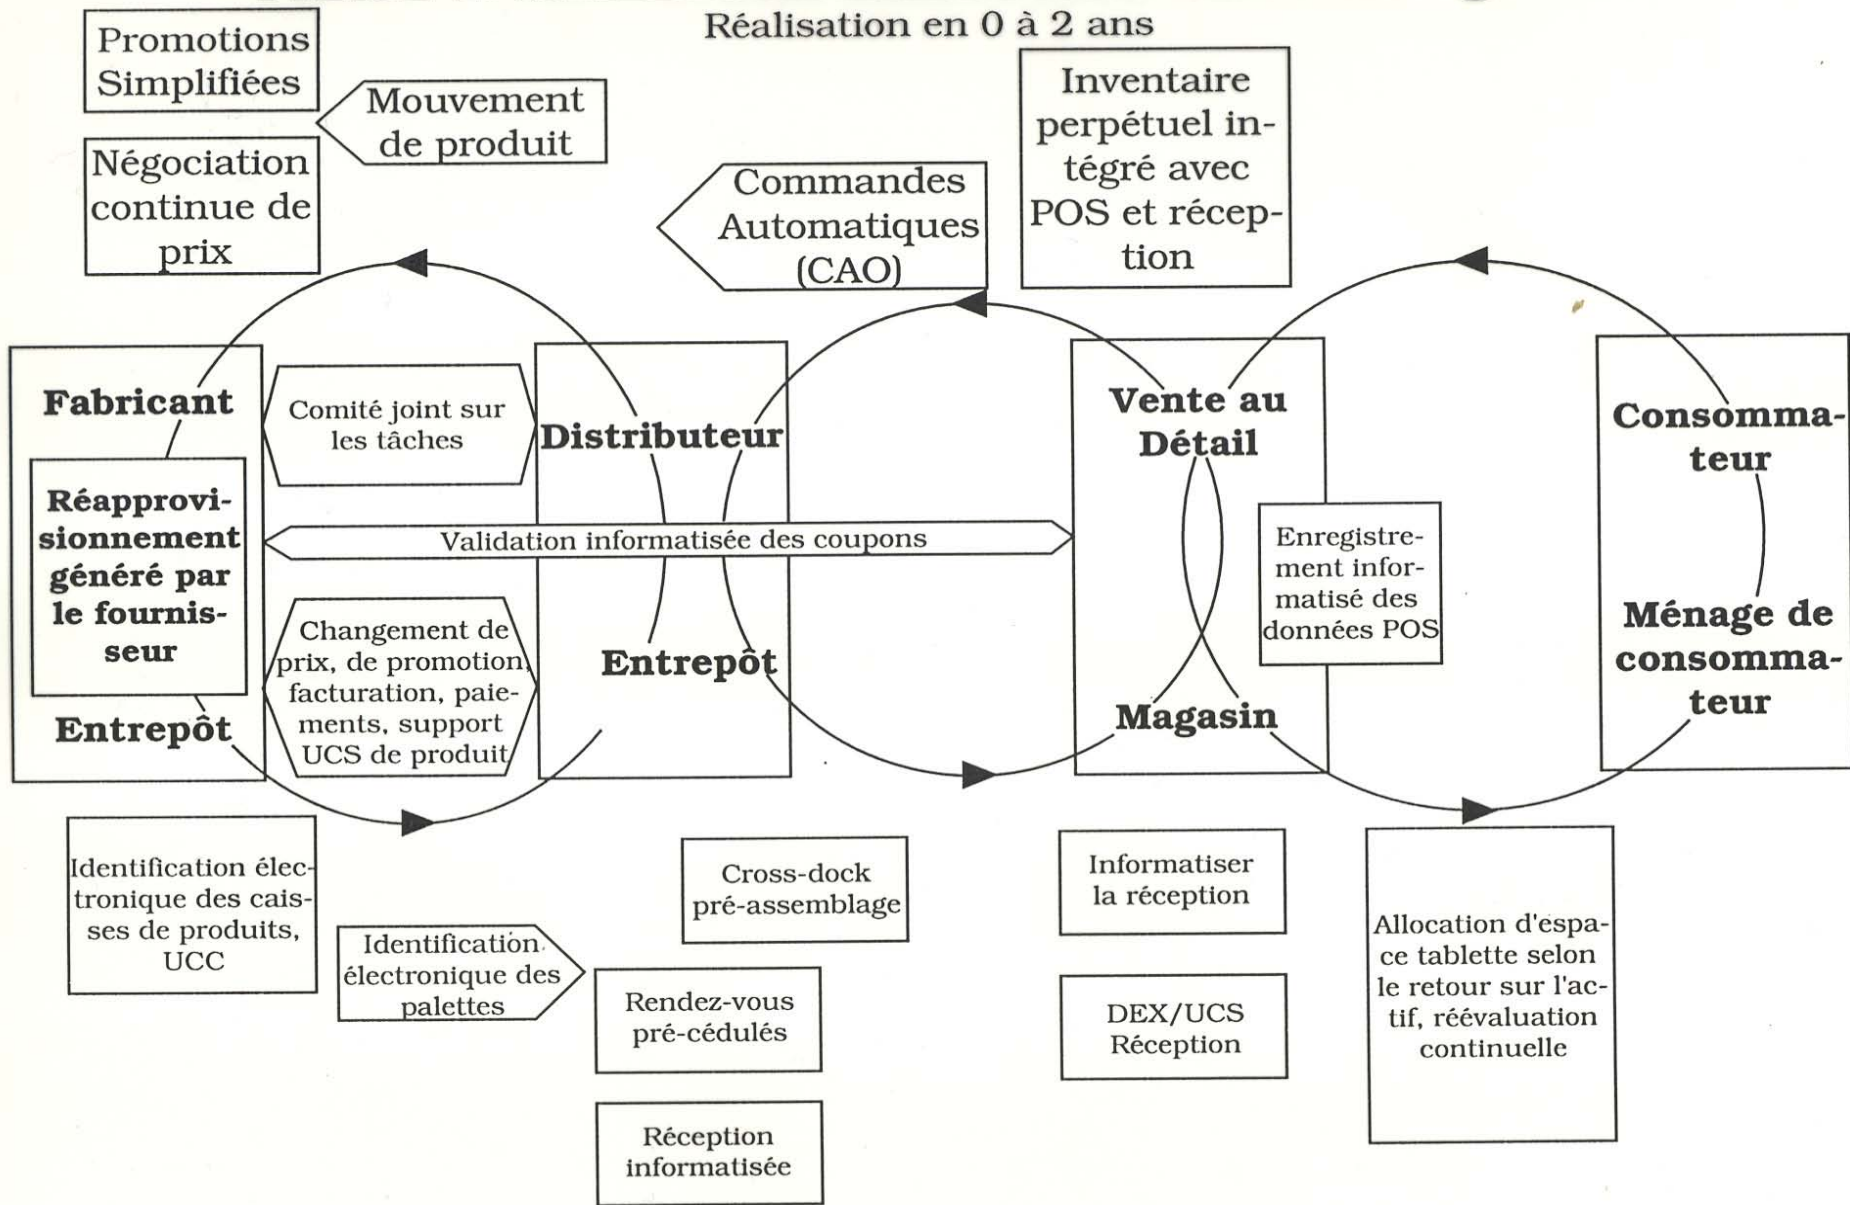 Réalisation en 0 à 2 ans
Promotions
Simplifiées
Mouvement
de produit
Négociation
continue de
prix
Commandes
Automatiques
(CAO)
Inventaire
perpétuel in-
tégré avec
POS et récep-
tion
Fabricant
Réapprovi-
sionnement
généré par
le fournis-
seur
Entrepôt
Comité joint sur
les tâches
Validation informatisée des coupons
Changement de
prix, de promotion,
facturation, paie-
ments, support
UCS de produit
Distributeur
Entrepôt
Vente au
Détail
Magasin
Enregistre-
ment infor-
matisé des
données POS
Consomma-
teur
Ménage de
consomma-
teur
Identification élec-
tronique des cais-
ses de produits,
UCC
Identification
électronique des
palettes
Cross-dock
pré-assemblage
Rendez-vous
pré-cédulés
Réception
informatisée
Informatiser
la réception
DEX/UCS
Réception
Allocation d'espa-
ce tablette selon
le retour sur l'ac-
tif, réévaluation
continuelle